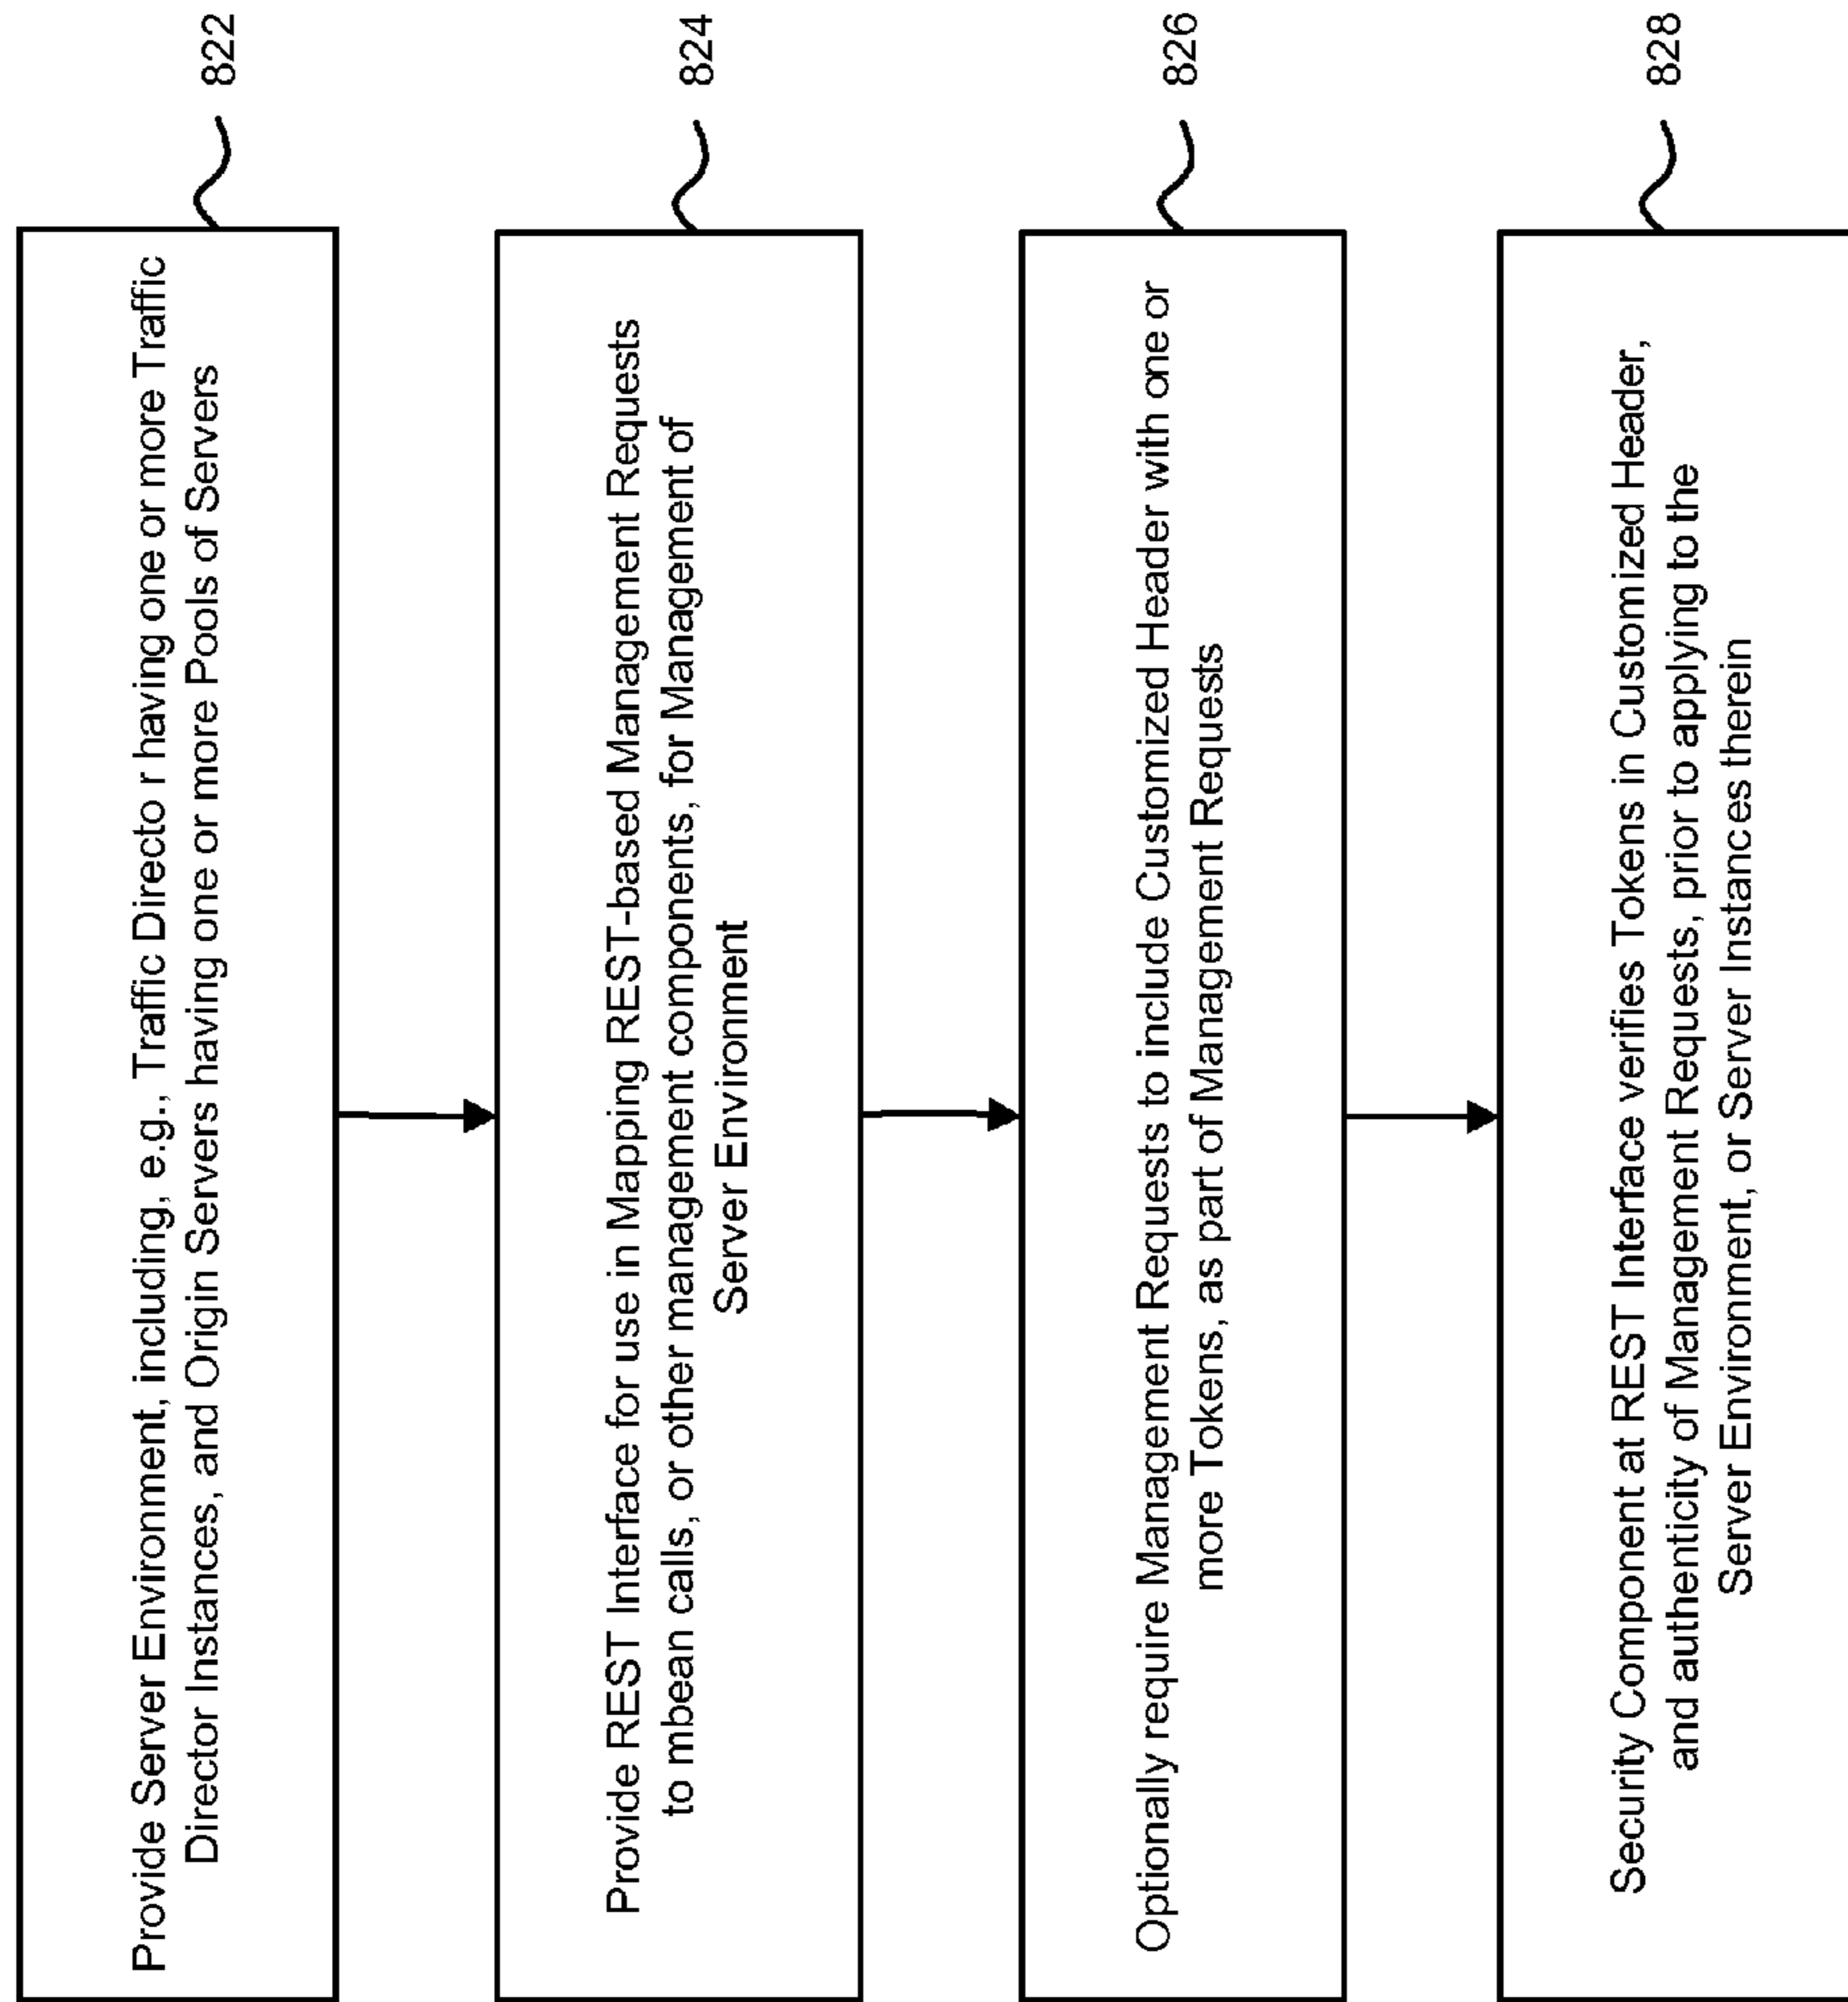 Provide Server Environment, including, e.g., Traffic Directo r having one or more Traffic
Director Instances, and Origin Servers having one or more Pools of Servers
822
Provide REST Interface for use in Mapping REST-based Management Requests
to mbean calls, or other management components, for Management of
Server Environment
824
Optionally require Management Requests to include Customized Header with one or
more Tokens, as part of Management Requests
826
Security Component at REST Interface verifies Tokens in Customized Header,
and authenticity of Management Requests, prior to applying to the
Server Environment, or Server Instances therein
828